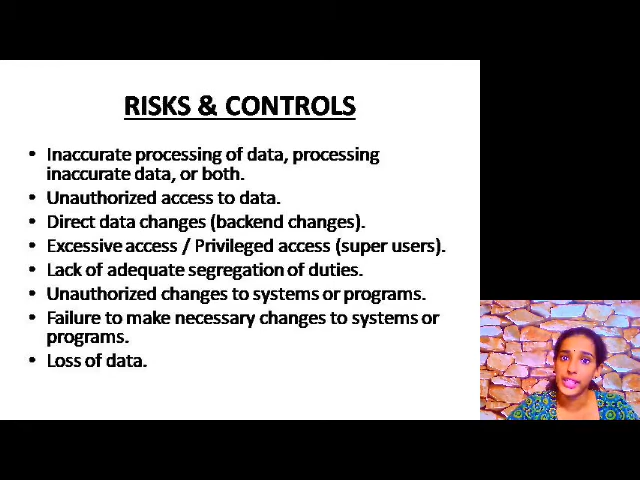 RISKS & CONTROLS
• Inaccurate processing of data, processing
inaccurate data, or both.
• Unauthorized access to data.
• Direct data changes (backend changes).
• Excessive access / Privileged access (super users).
• Lack of adequate segregation of duties.
• Unauthorized changes to systems or programs.
• Failure to make necessary changes to systems or
programs.
• Loss of data.